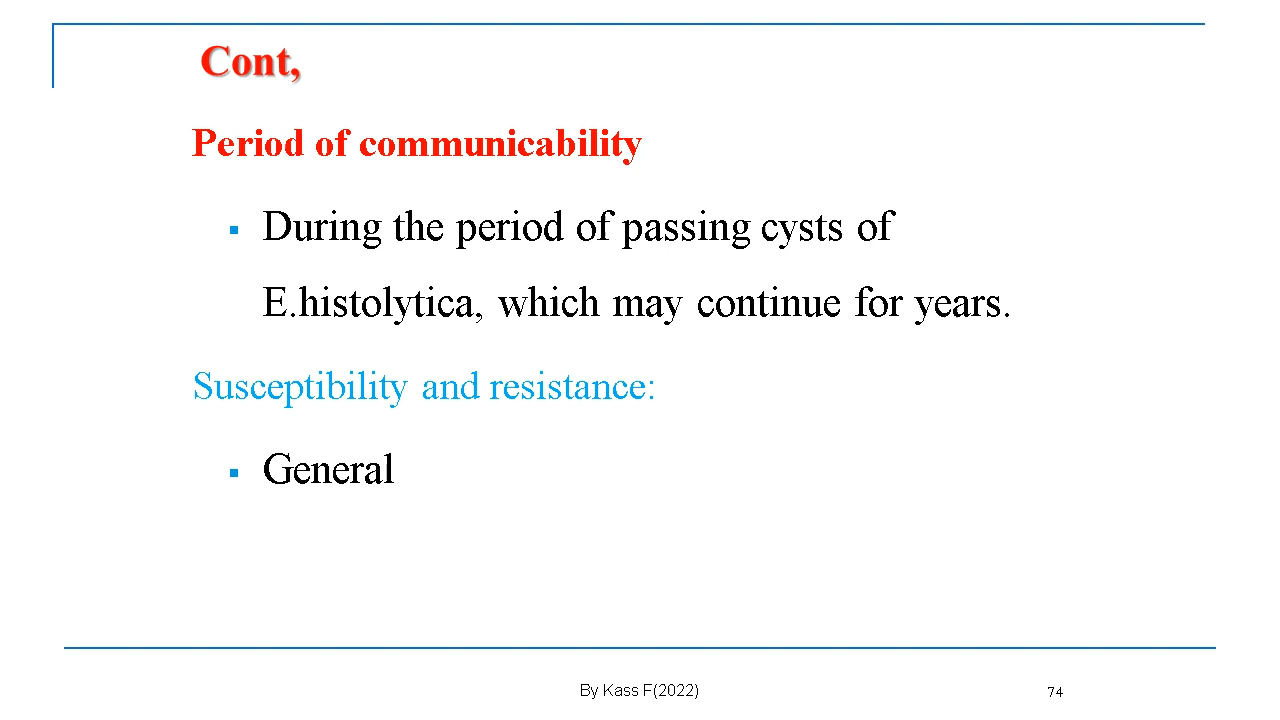 Cont,
Period of communicability
▪ During the period of passing cysts of
E.histolytica, which may continue for years.
Susceptibility and resistance:
▪ General
By Kass F(2022)
74